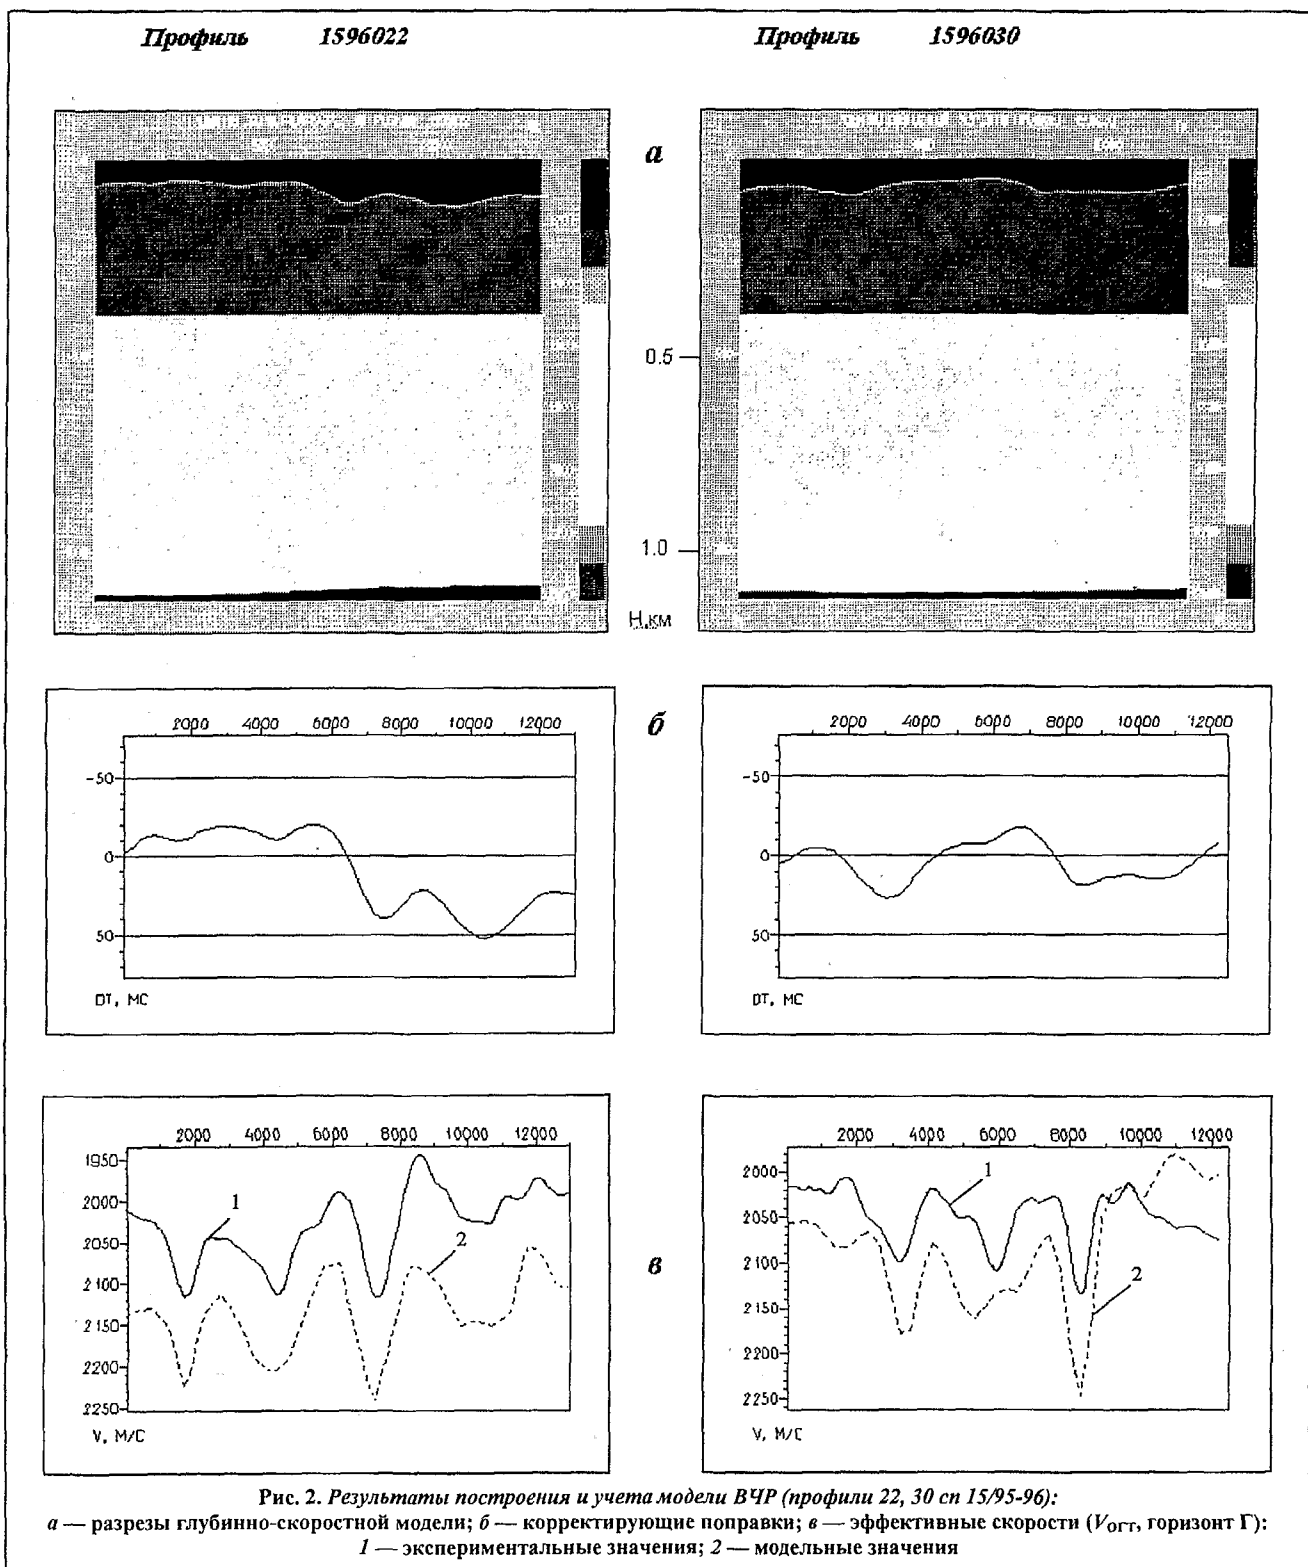 Профиль 1596022
Профиль 1596030
а
0.5
1.0
Н,км
2000 4000 6000 8000 10000 12000
-50
0
50
DT, МС
б
2000 4000 6000 8000 10000 12000
-50
0
50
DT, МС
2000 4000 6000 8000 10000 12000
1950
2000
2050
2100
2150
2200
2250
1
2
V, М/С
в
2000 4000 6000 8000 10000 12000
2000
2050
2100
2150
2200
2250
1
2
V, М/С
Рис. 2. Результаты построения и учета модели ВЧР (профили 22, 30 сп 15/95-96):
а — разрезы глубинно-скоростной модели; б — корректирующие поправки; в — эффективные скорости (Vогт, горизонт Г):
1 — экспериментальные значения; 2 — модельные значения